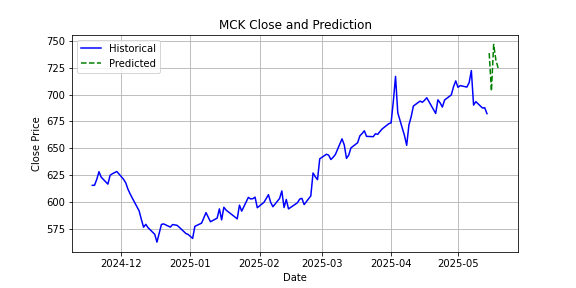 MCK Close and Prediction
Historical
Predicted
Close Price
750
725
700
675
650
625
600
575
2024-12 2025-01 2025-02 2025-03 2025-04 2025-05
Date